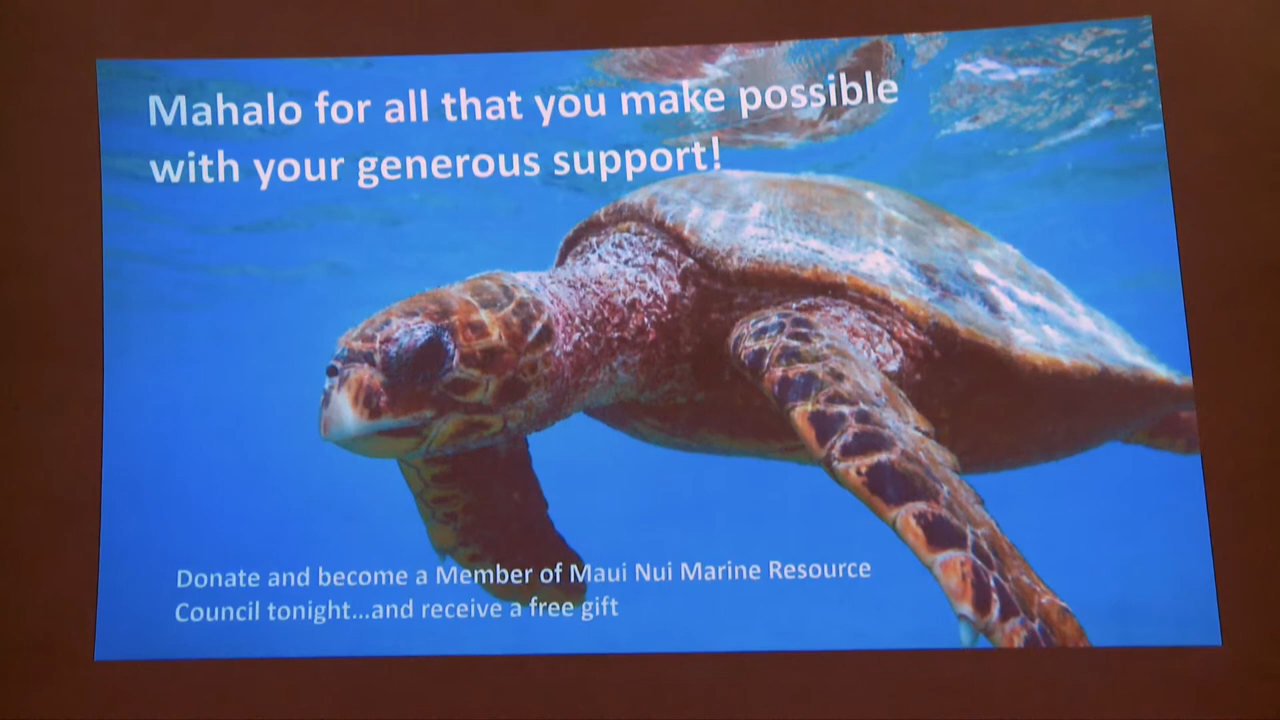 Mahalo for all that you make possible
with your generous support!
Donate and become a Member of Maui Nui Marine Resource
Council tonight...and receive a free gift